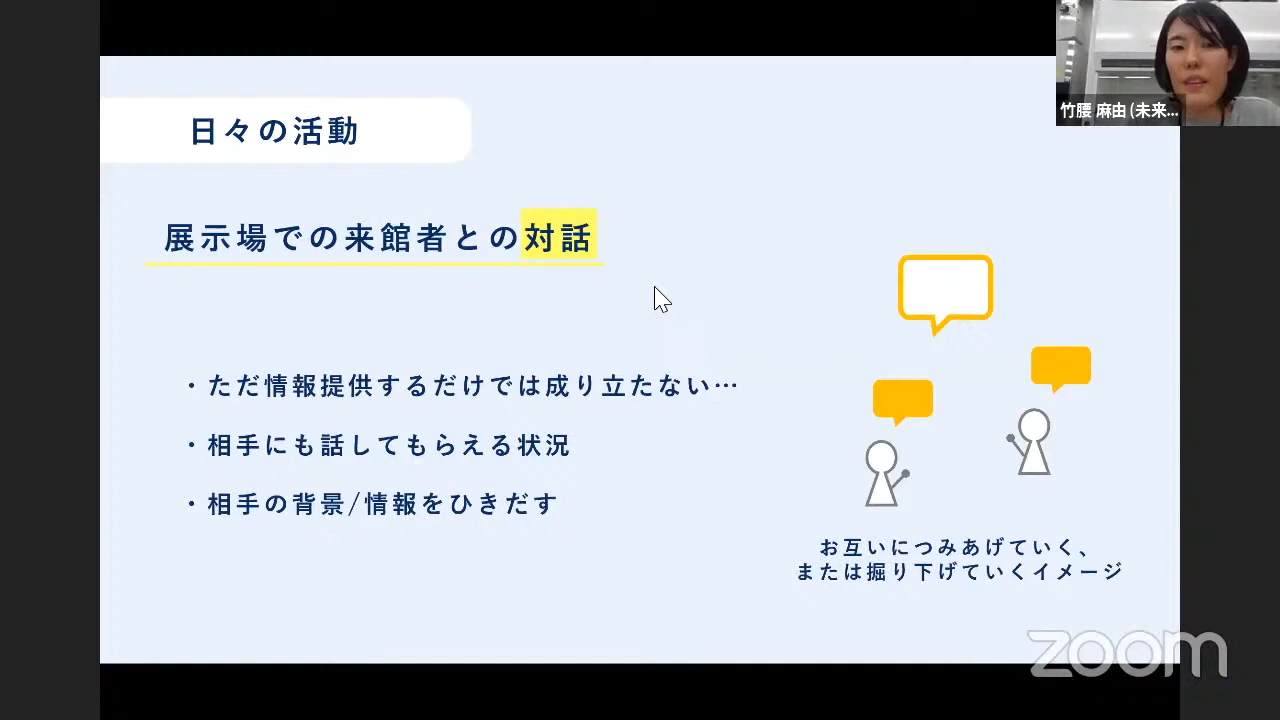 竹腰 麻由 (未来...
日々の活動
展示場での来館者との対話
・ただ情報提供するだけでは成り立たない…
・相手にも話してもらえる状況
・相手の背景/情報をひきだす
お互いにつみあげていく、
または掘り下げていくイメージ
zoom